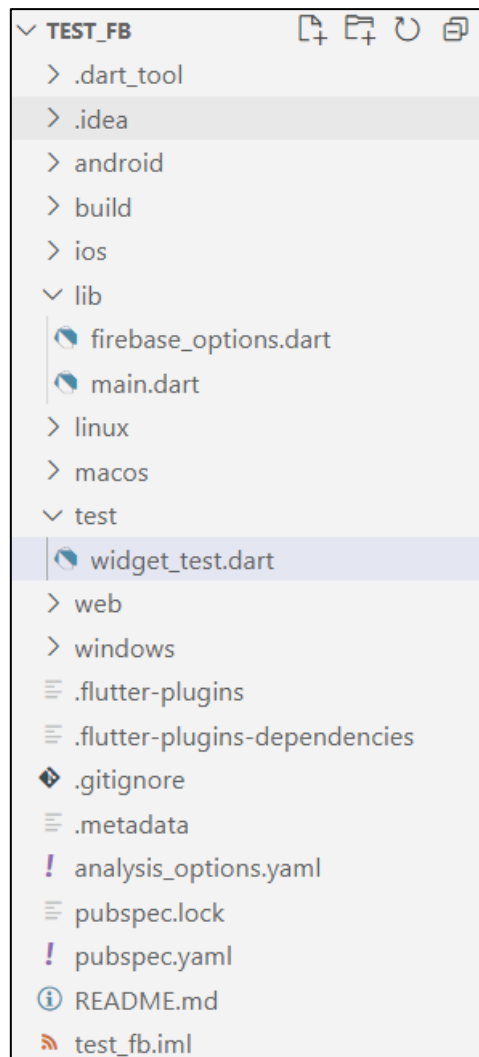 TEST_FB
.dart_tool
.idea
android
build
ios
lib
firebase_options.dart
main.dart
linux
macos
test
widget_test.dart
web
windows
.flutter-plugins
.flutter-plugins-dependencies
.gitignore
.metadata
analysis_options.yaml
pubspec.lock
pubspec.yaml
README.md
test_fb.iml